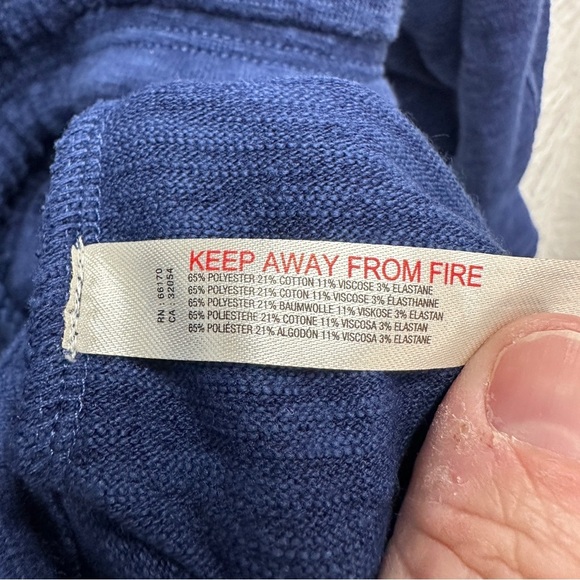 KEEP AWAY FROM FIRE
65% POLYESTER 21% COTTON 11% VISCOSE 3% ELASTANE
65% POLYESTER 21% COTON 11% VISCOSE 3% ÉLASTHANNE
65% POLYESTER 21% BAUMWOLLE 11% VISKOSE 3% ELASTAN
65% POLIESTERE 21% COTONE 11% VISCOSA 3% ELASTAN
65% POLIÉSTER 21% ALGODÓN 11% VISCOSA 3% ELASTANE
RN : 66170
CA : 32054